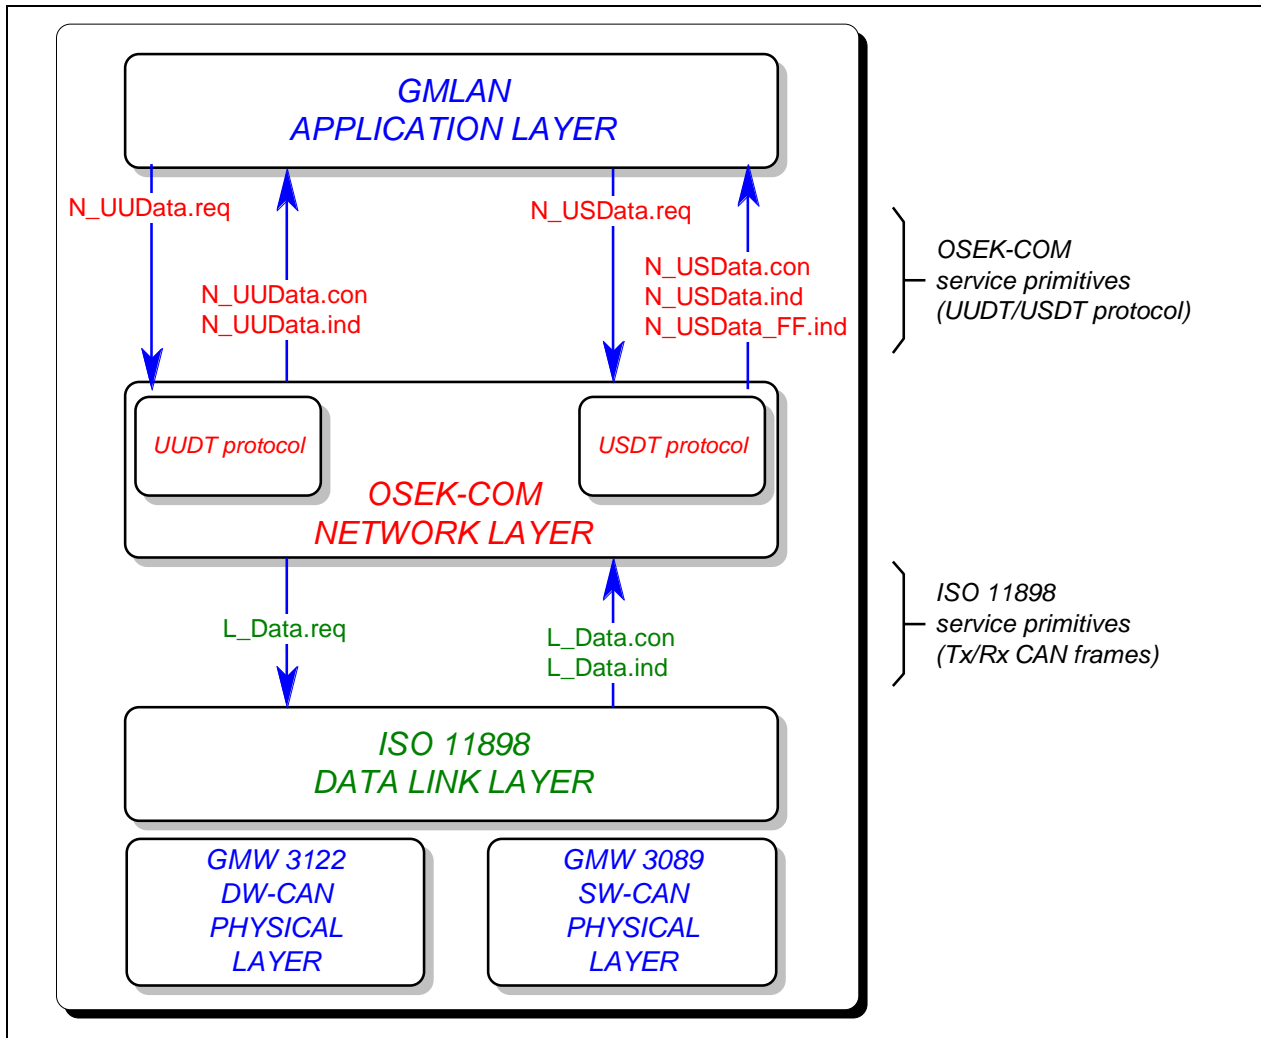 GMLAN
APPLICATION LAYER
N_UUData.req
N_UUData.con
N_UUData.ind
N_USData.req
N_USData.con
N_USData.ind
N_USData_FF.ind
OSEK-COM
service primitives
(UUDT/USDT protocol)
UUDT protocol
USDT protocol
OSEK-COM
NETWORK LAYER
L_Data.req
L_Data.con
L_Data.ind
ISO 11898
service primitives
(Tx/Rx CAN frames)
ISO 11898
DATA LINK LAYER
GMW 3122
DW-CAN
PHYSICAL
LAYER
GMW 3089
SW-CAN
PHYSICAL
LAYER